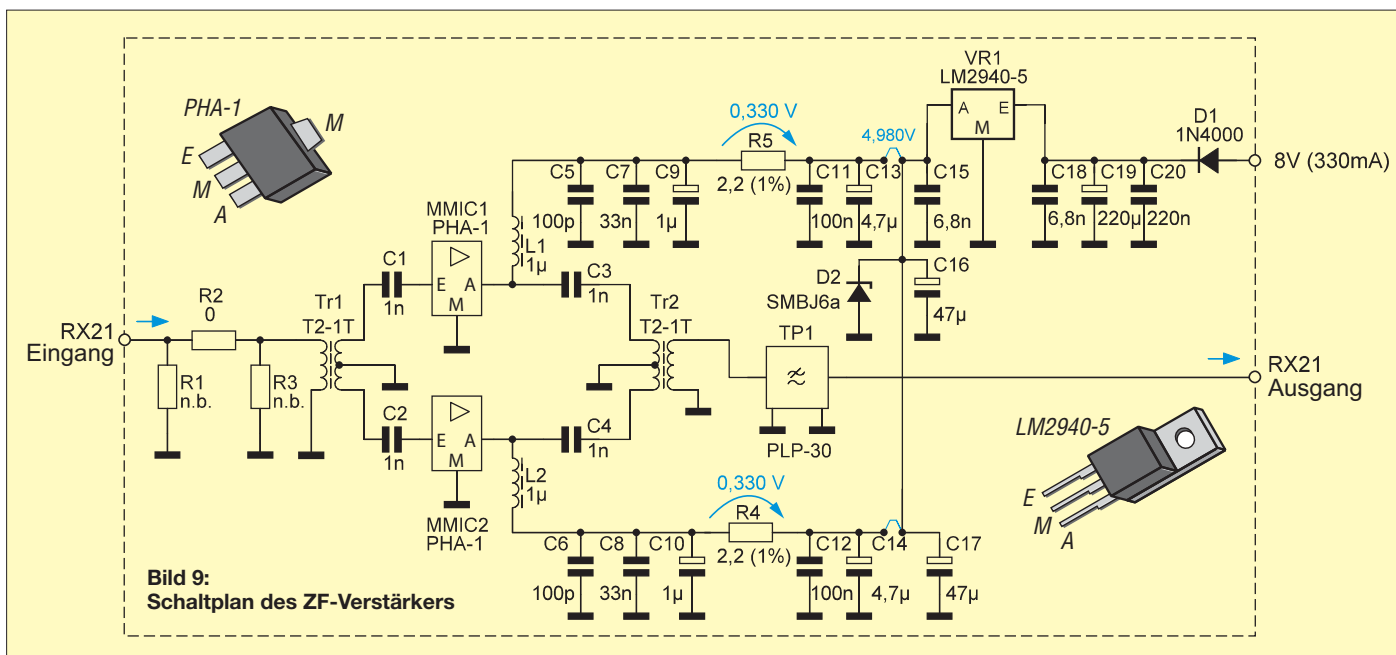 PHA-1
M
E
M
A
RX21
Eingang
R1
n.b.
R2
0
R3
n.b.
Tr1
T2-1T
C1
1n
C2
1n
MMIC1
PHA-1
E
A
M
E
A
M
MMIC2
PHA-1
L1
1µ
L2
1µ
C3
1n
C4
1n
Tr2
T2-1T
C5
100p
C7
33n
C9
1µ
0,330 V
R5
2,2 (1%)
C11
100n
C13
4,7µ
4,980V
C15
6,8n
VR1
LM2940-5
A
E
M
C18
6,8n
C19
220µ
C20
220n
D1
1N4000
8V (330mA)
D2
SMBJ6a
C16
47µ
TP1
PLP-30
RX21
Ausgang
LM2940-5
E
M
A
C6
100p
C8
33n
C10
1µ
0,330 V
R4
2,2 (1%)
C12
100n
C14
4,7µ
C17
47µ
Bild 9:
Schaltplan des ZF-Verstärkers